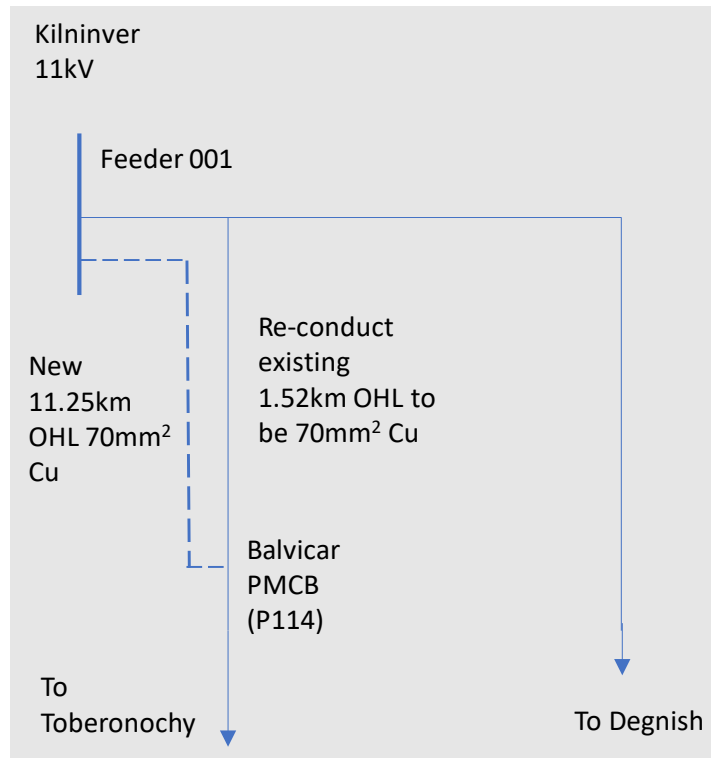 Kilninver
11kV
Feeder 001
Re-conduct
existing
1.52km OHL to
be 70mm² Cu
New
11.25km
OHL 70mm²
Cu
Balvicar
PMCB
(P114)
To
Toberonochy
To Degnish